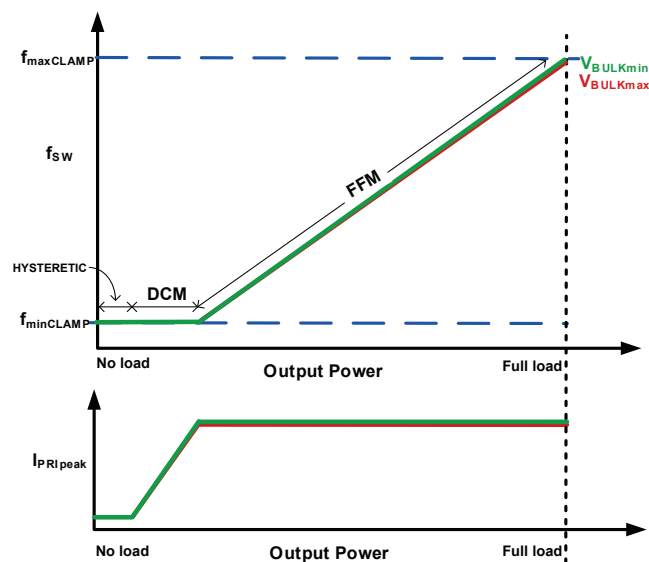 fmaxCLAMP
VBULKmin
VBULKmax
fSW
FFM
HYSTERETIC
DCM
fminCLAMP
No load
Output Power
Full load
IPRIpeak
No load
Output Power
Full load